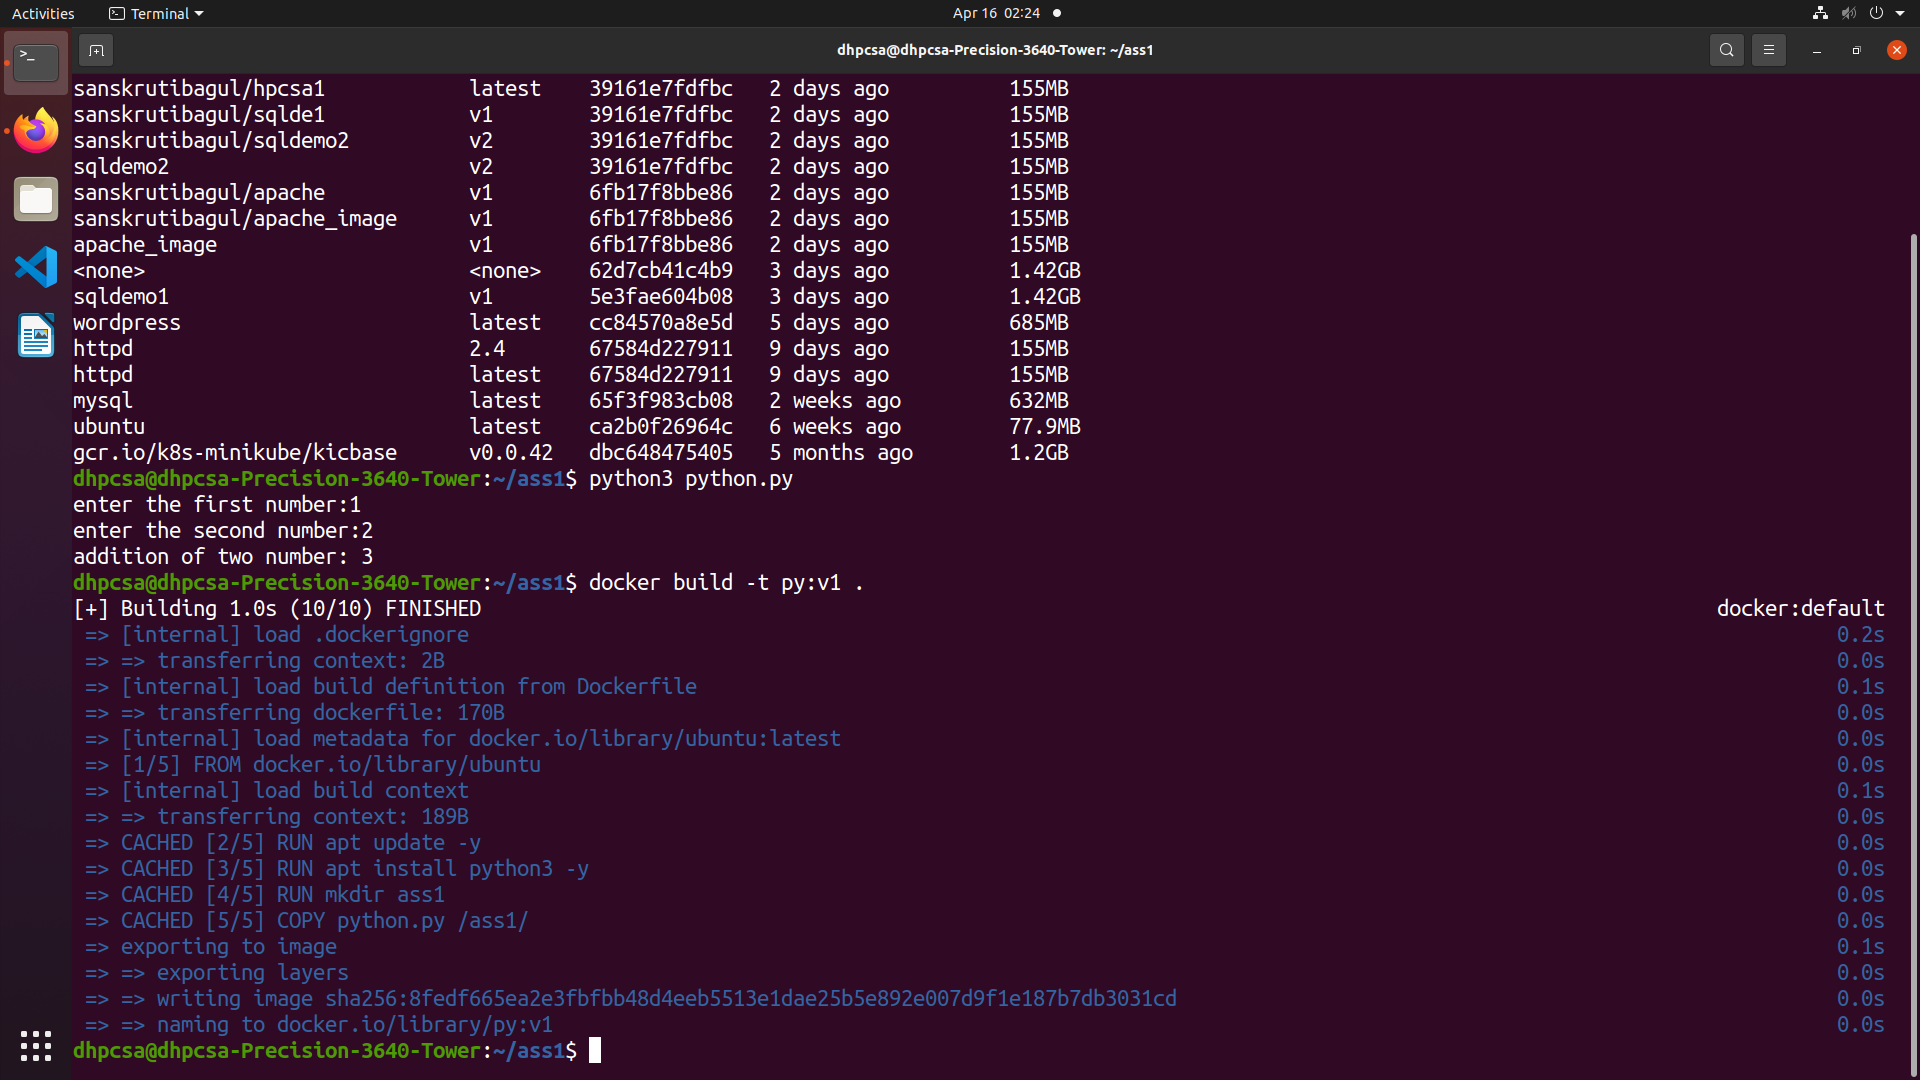 Activities Terminal Apr 16 02:24
dhpcsa@dhpcsa-Precision-3640-Tower: ~/ass1
sanskrutibagul/hpcsa1 latest 39161e7fdfbc 2 days ago 155MB
sanskrutibagul/sqlde1 v1 39161e7fdfbc 2 days ago 155MB
sanskrutibagul/sqldemo2 v2 39161e7fdfbc 2 days ago 155MB
sqldemo2 v2 39161e7fdfbc 2 days ago 155MB
sanskrutibagul/apache v1 6fb17f8bbe86 2 days ago 155MB
sanskrutibagul/apache_image v1 6fb17f8bbe86 2 days ago 155MB
apache_image v1 6fb17f8bbe86 2 days ago 155MB
<none> <none> 62d7cb41c4b9 3 days ago 1.42GB
sqldemo1 v1 5e3fae604b08 3 days ago 1.42GB
wordpress latest cc84570a8e5d 5 days ago 685MB
httpd 2.4 67584d227911 9 days ago 155MB
httpd latest 67584d227911 9 days ago 155MB
mysql latest 65f3f983cb08 2 weeks ago 632MB
ubuntu latest ca2b0f26964c 6 weeks ago 77.9MB
gcr.io/k8s-minikube/kicbase v0.0.42 dbc648475405 5 months ago 1.2GB
dhpcsa@dhpcsa-Precision-3640-Tower:~/ass1$ python3 python.py
enter the first number:1
enter the second number:2
addition of two number: 3
dhpcsa@dhpcsa-Precision-3640-Tower:~/ass1$ docker build -t py:v1 .
[+] Building 1.0s (10/10) FINISHED docker:default
=> [internal] load .dockerignore 0.2s
=> => transferring context: 2B 0.0s
=> [internal] load build definition from Dockerfile 0.1s
=> => transferring dockerfile: 170B 0.0s
=> [internal] load metadata for docker.io/library/ubuntu:latest 0.0s
=> [1/5] FROM docker.io/library/ubuntu 0.0s
=> [internal] load build context 0.1s
=> => transferring context: 189B 0.0s
=> CACHED [2/5] RUN apt update -y 0.0s
=> CACHED [3/5] RUN apt install python3 -y 0.0s
=> CACHED [4/5] RUN mkdir ass1 0.0s
=> CACHED [5/5] COPY python.py /ass1/ 0.0s
=> exporting to image 0.1s
=> => exporting layers 0.0s
=> => writing image sha256:8fedf665ea2e3fbfbb48d4eeb5513e1dae25b5e892e007d9f1e187b7db3031cd 0.0s
=> => naming to docker.io/library/py:v1 0.0s
dhpcsa@dhpcsa-Precision-3640-Tower:~/ass1$